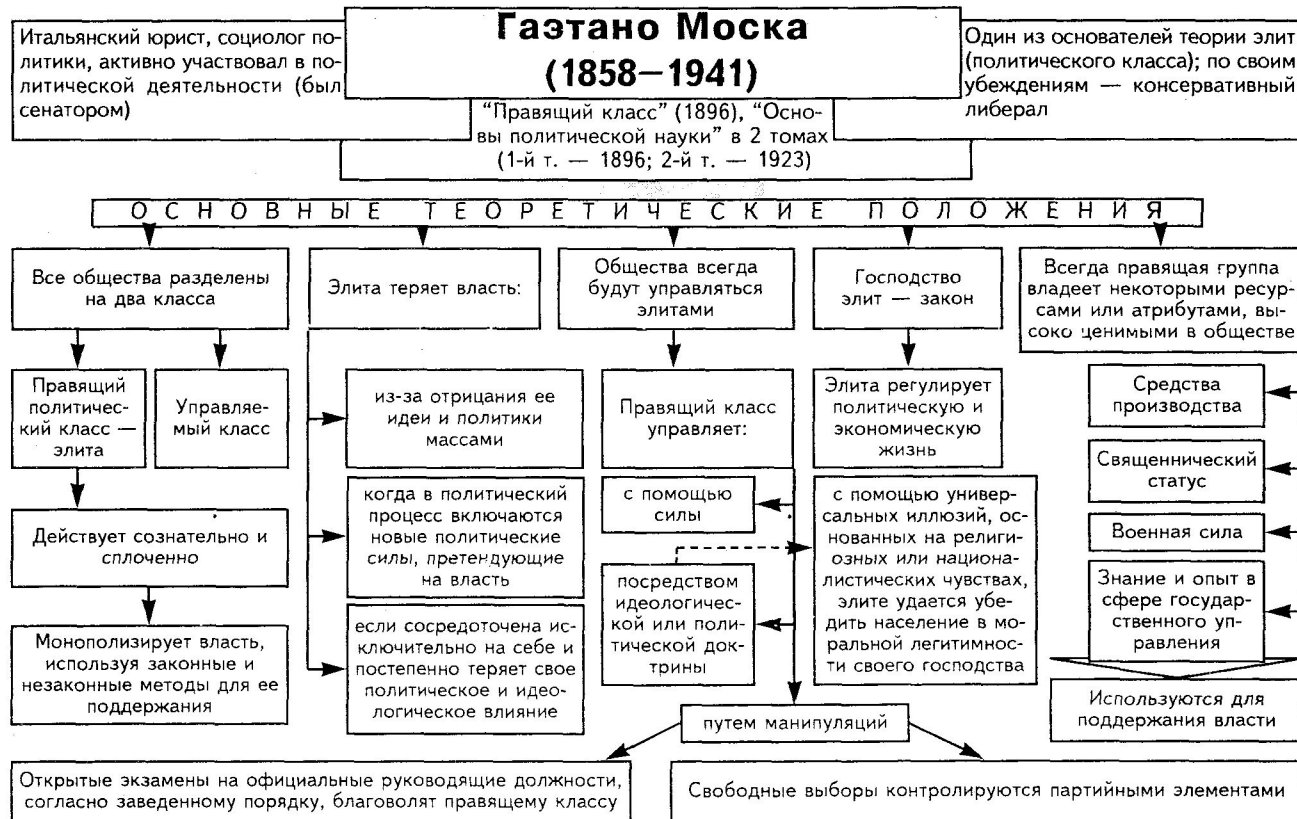 Гаэтано Моска
(1858—1941)
Итальянский юрист, социолог по-
литики, активно участвовал в по-
литической деятельности (был
сенатором)
"Правящий класс" (1896), "Осно-
вы политической науки" в 2 томах
(1-й т. — 1896; 2-й т. — 1923)
Один из основателей теории элит
(политического класса); по своим
убеждениям — консервативный
либерал
ОСНОВНЫЕ ТЕОРЕТИЧЕСКИЕ ПОЛОЖЕНИЯ
Все общества разделены
на два класса
Правящий
политичес-
кий класс —
элита
Управляе-
мый класс
Действует сознательно и
сплоченно
Монополизирует власть,
используя законные и
незаконные методы для ее
поддержания
Элита теряет власть:
из-за отрицания ее
идеи и политики
массами
когда в политический
процесс включаются
новые политические
силы, претендующие
на власть
если сосредоточена ис-
ключительно на себе и
постепенно теряет свое
политическое и идео-
логическое влияние
Общества всегда
будут управляться
элитами
Правящий класс
управляет:
с помощью
силы
посредством
идеологичес-
кой или поли-
тической док-
трины
путем манипуляций
Открытые экзамены на официальные руководящие должности,
согласно заведенному порядку, благоволят правящему классу
Свободные выборы контролируются партийными элементами
Господство
элит — закон
Элита регулирует
политическую и
экономическую
жизнь
с помощью универ-
сальных иллюзий, ос-
нованных на религи-
озных или национа-
листических чувствах,
элите удается убе-
дить население в мо-
ральной легитимнос-
ти своего господства
Всегда правящая группа
владеет некоторыми ресур-
сами или атрибутами, вы-
соко ценимыми в обществе
Средства
производства
Священнический
статус
Военная сила
Знание и опыт в
сфере государ-
ственного уп-
равления
Используются для
поддержания власти